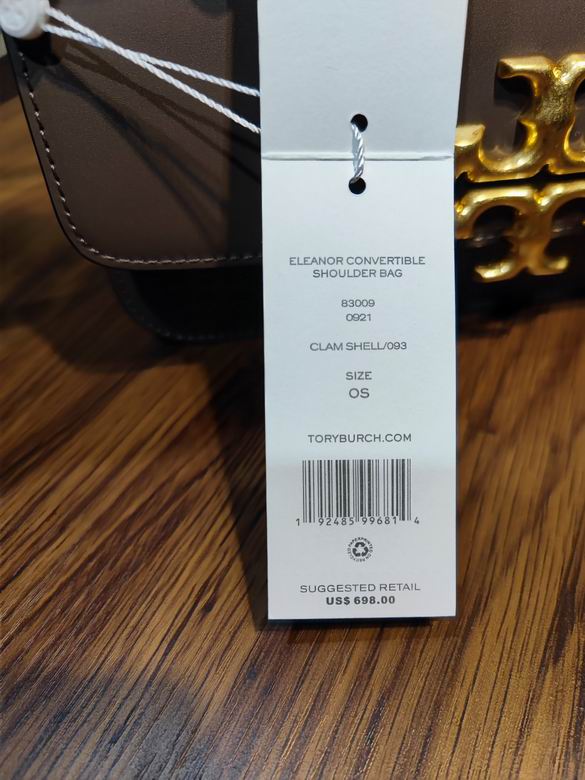 ELEANOR CONVERTIBLE
SHOULDER BAG
83009
0921
CLAM SHELL/093
SIZE
OS
TORYBURCH.COM
1 92485 99681 4
SUGGESTED RETAIL
US$ 698.00